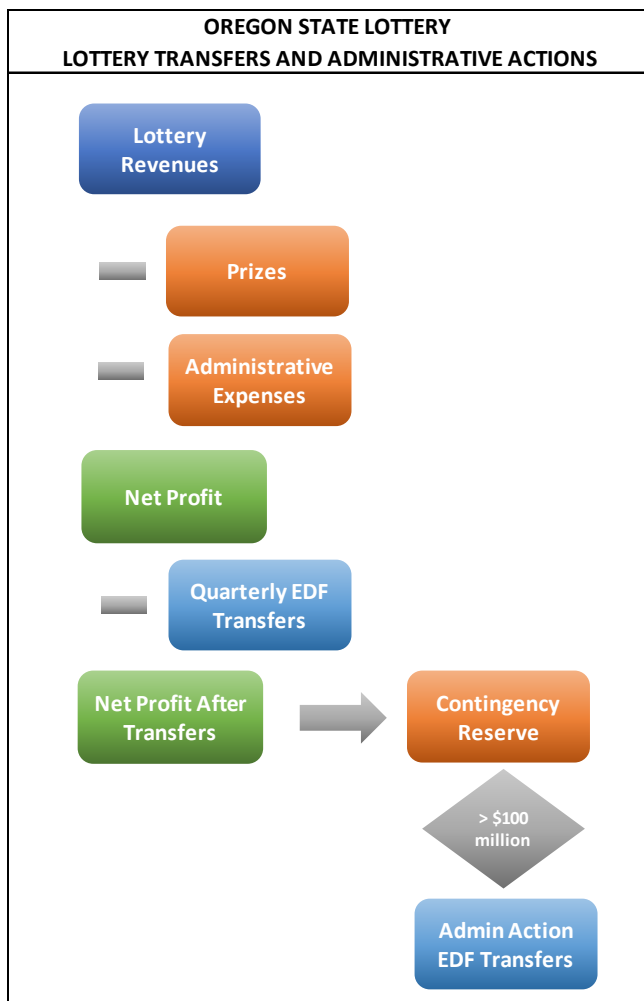 OREGON STATE LOTTERY
LOTTERY TRANSFERS AND ADMINISTRATIVE ACTIONS
Lottery
Revenues
Prizes
Administrative
Expenses
Net Profit
Quarterly EDF
Transfers
Net Profit After
Transfers
Contingency
Reserve
> $100
million
Admin Action
EDF Transfers